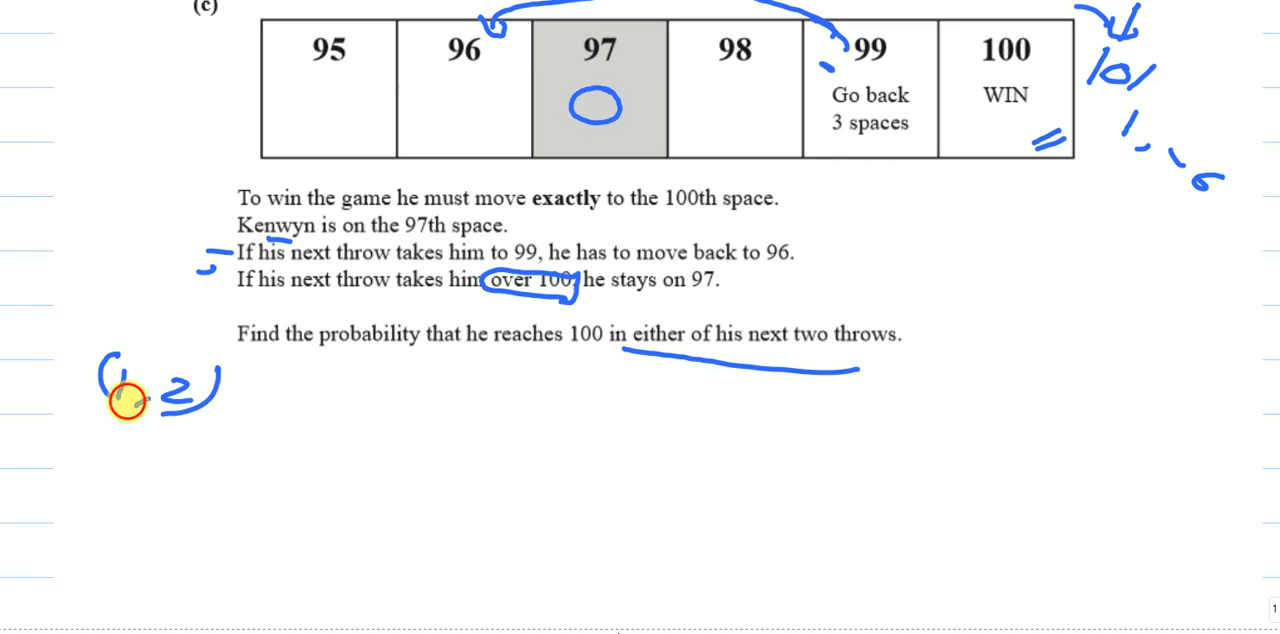 (c)
95 96 97 98 99 100
Go back WIN
3 spaces
101
1, , 6
To win the game he must move exactly to the 100th space.
Kenwyn is on the 97th space.
If his next throw takes him to 99, he has to move back to 96.
If his next throw takes him over 100, he stays on 97.
Find the probability that he reaches 100 in either of his next two throws.
(1, 2)
1